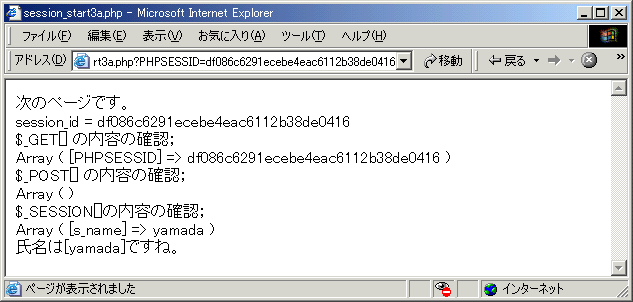 session_start3a.php - Microsoft Internet Explorer
ファイル(F) 編集(E) 表示(V) お気に入り(A) ツール(T) ヘルプ(H)
アドレス(D) rt3a.php?PHPSESSID=df086c6291ecebe4eac6112b38de0416 移動 戻る »
次のページです。
session_id = df086c6291ecebe4eac6112b38de0416
$_GET[] の内容の確認;
Array ( [PHPSESSID] => df086c6291ecebe4eac6112b38de0416 )
$_POST[] の内容の確認;
Array ( )
$_SESSION[]の内容の確認;
Array ( [s_name] => yamada )
氏名は[yamada]ですね。
ページが表示されました インターネット